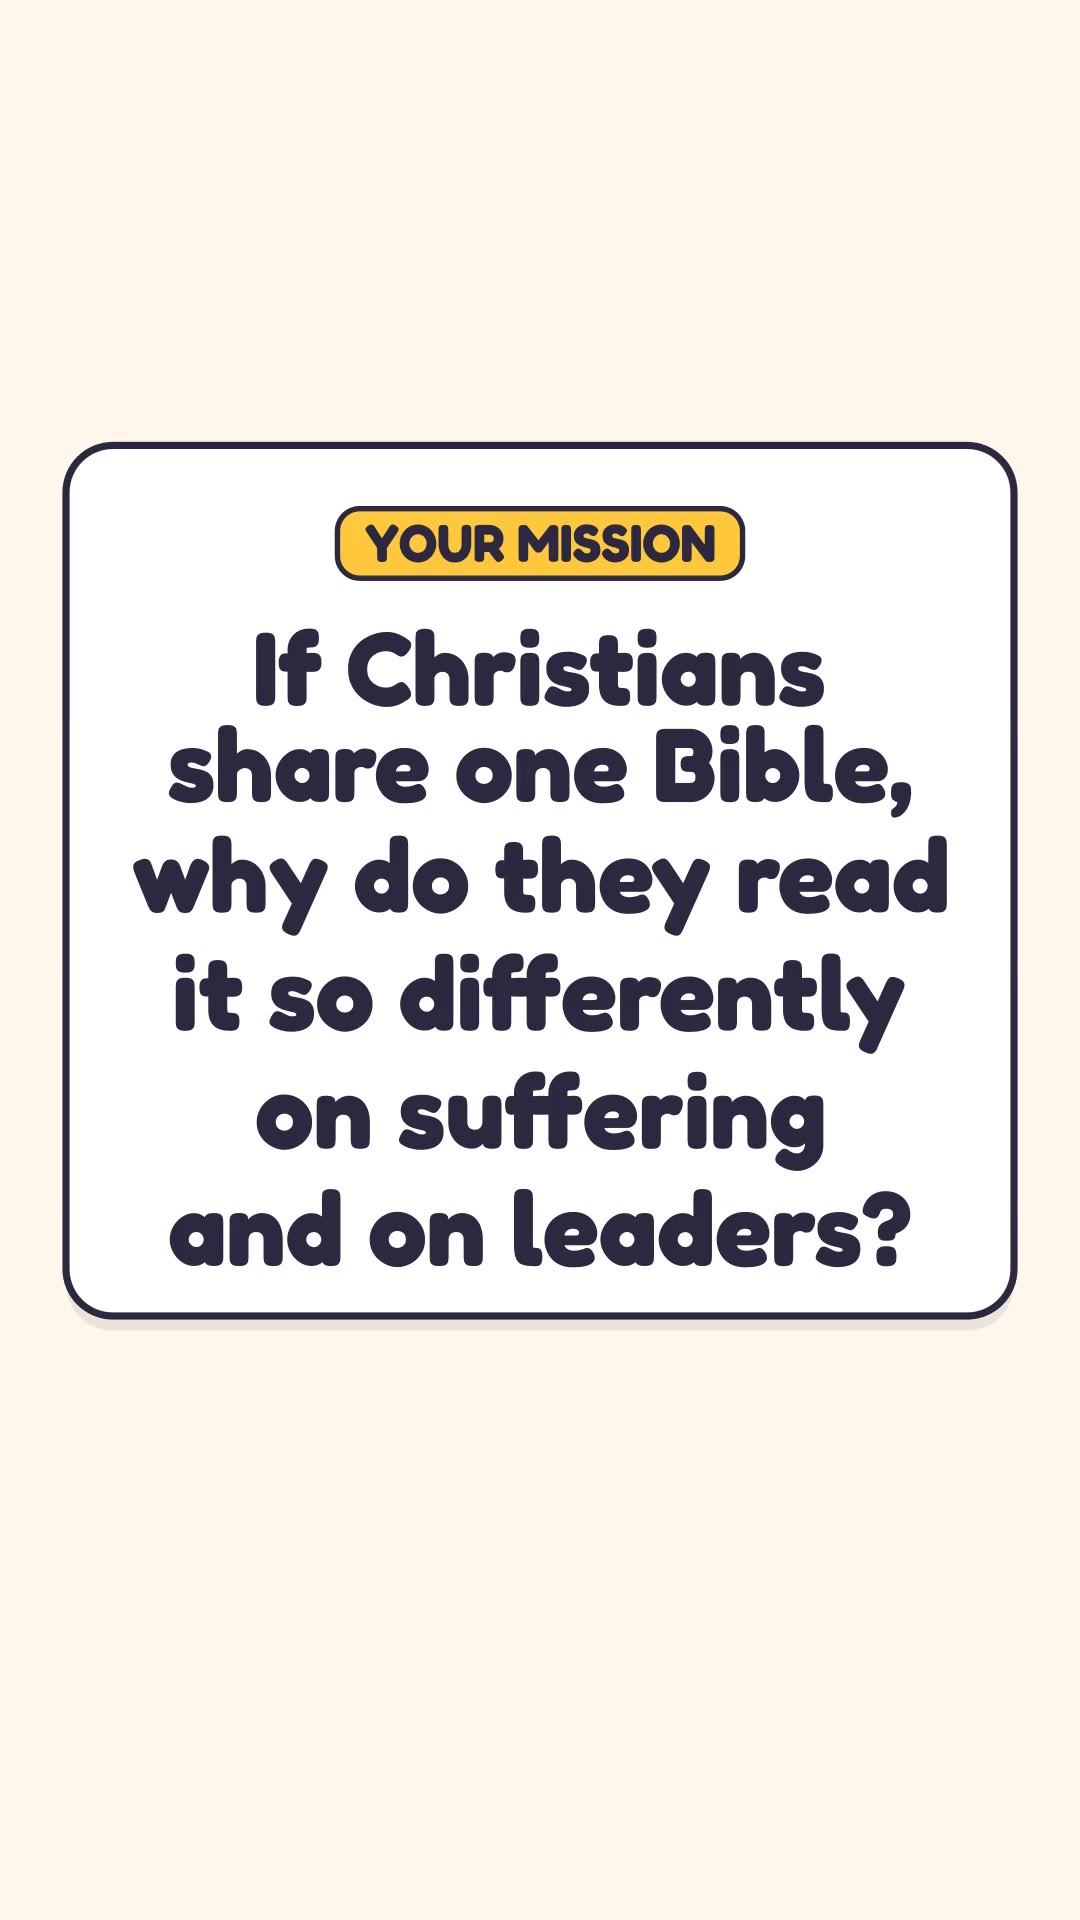 YOUR MISSION
If Christians
share one Bible,
why do they read
it so differently
on suffering
and on leaders?